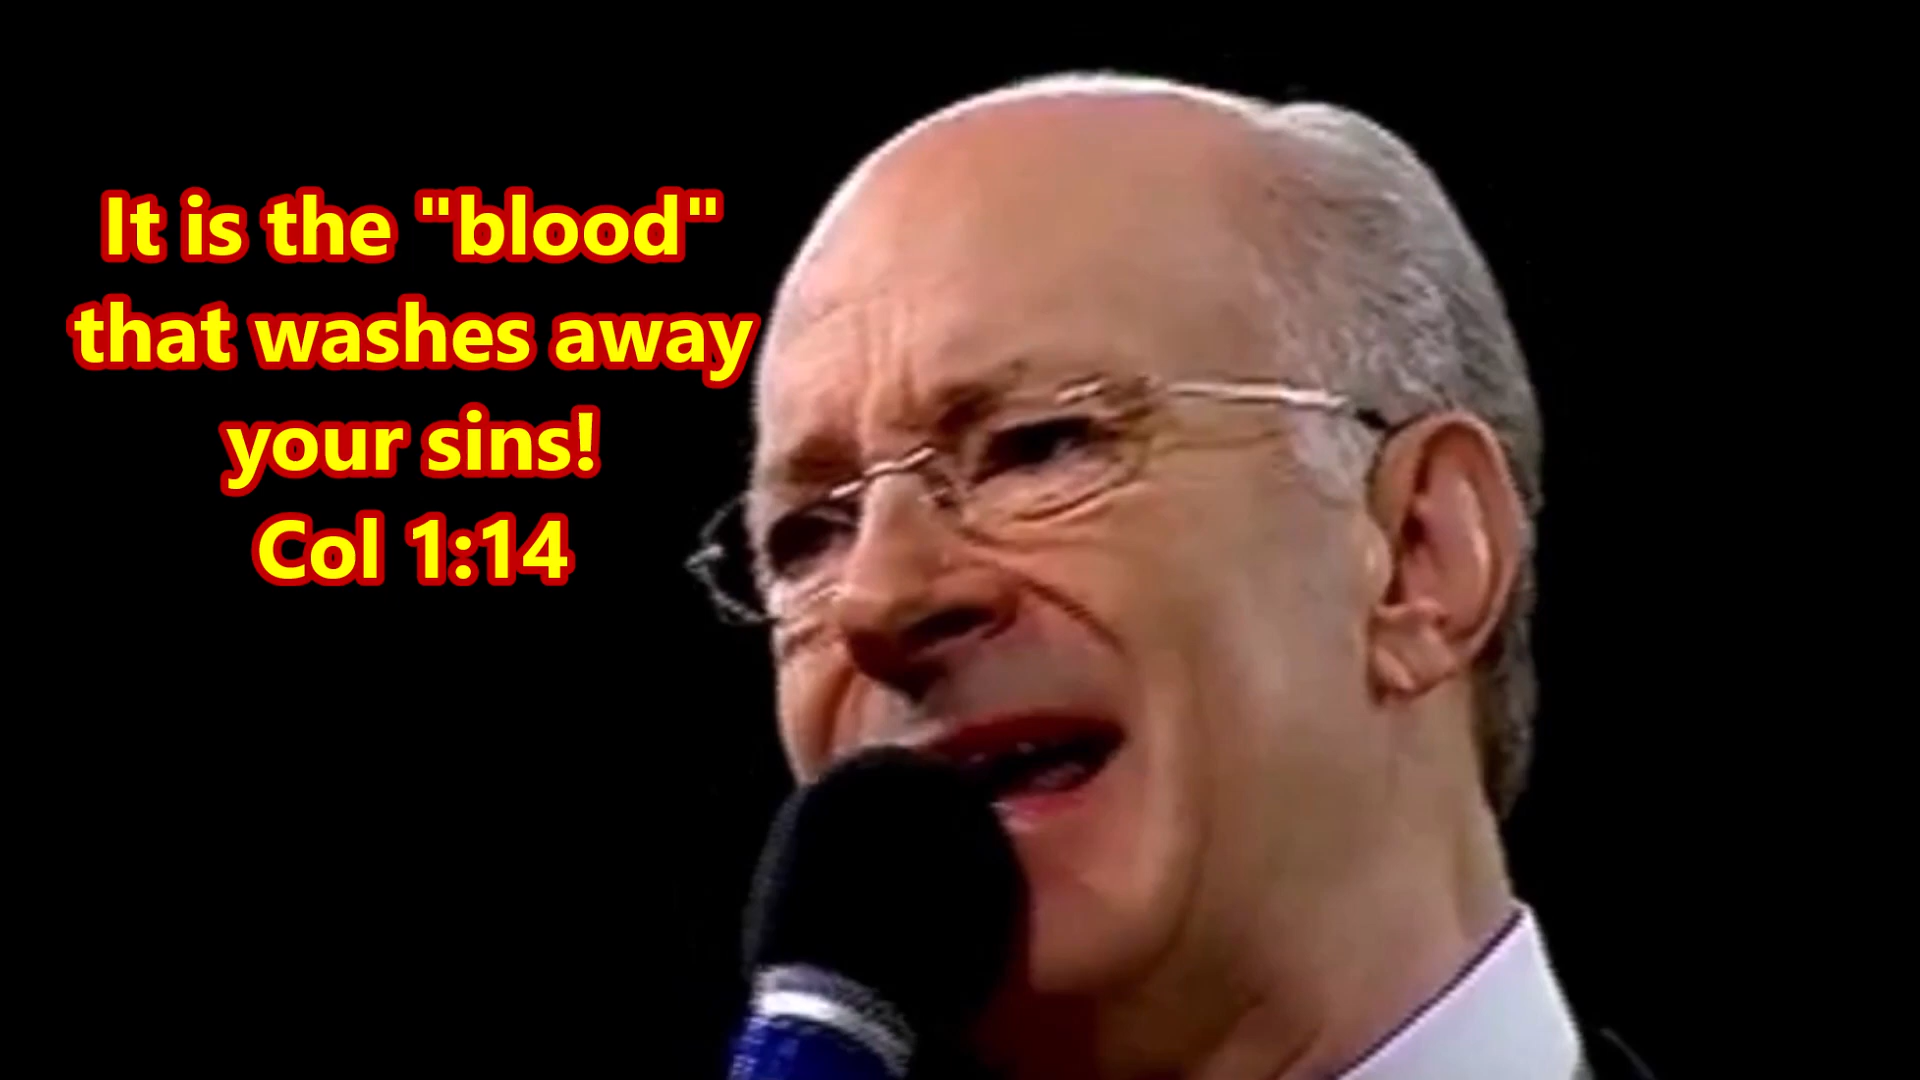 It is the "blood"
that washes away
your sins!
Col 1:14